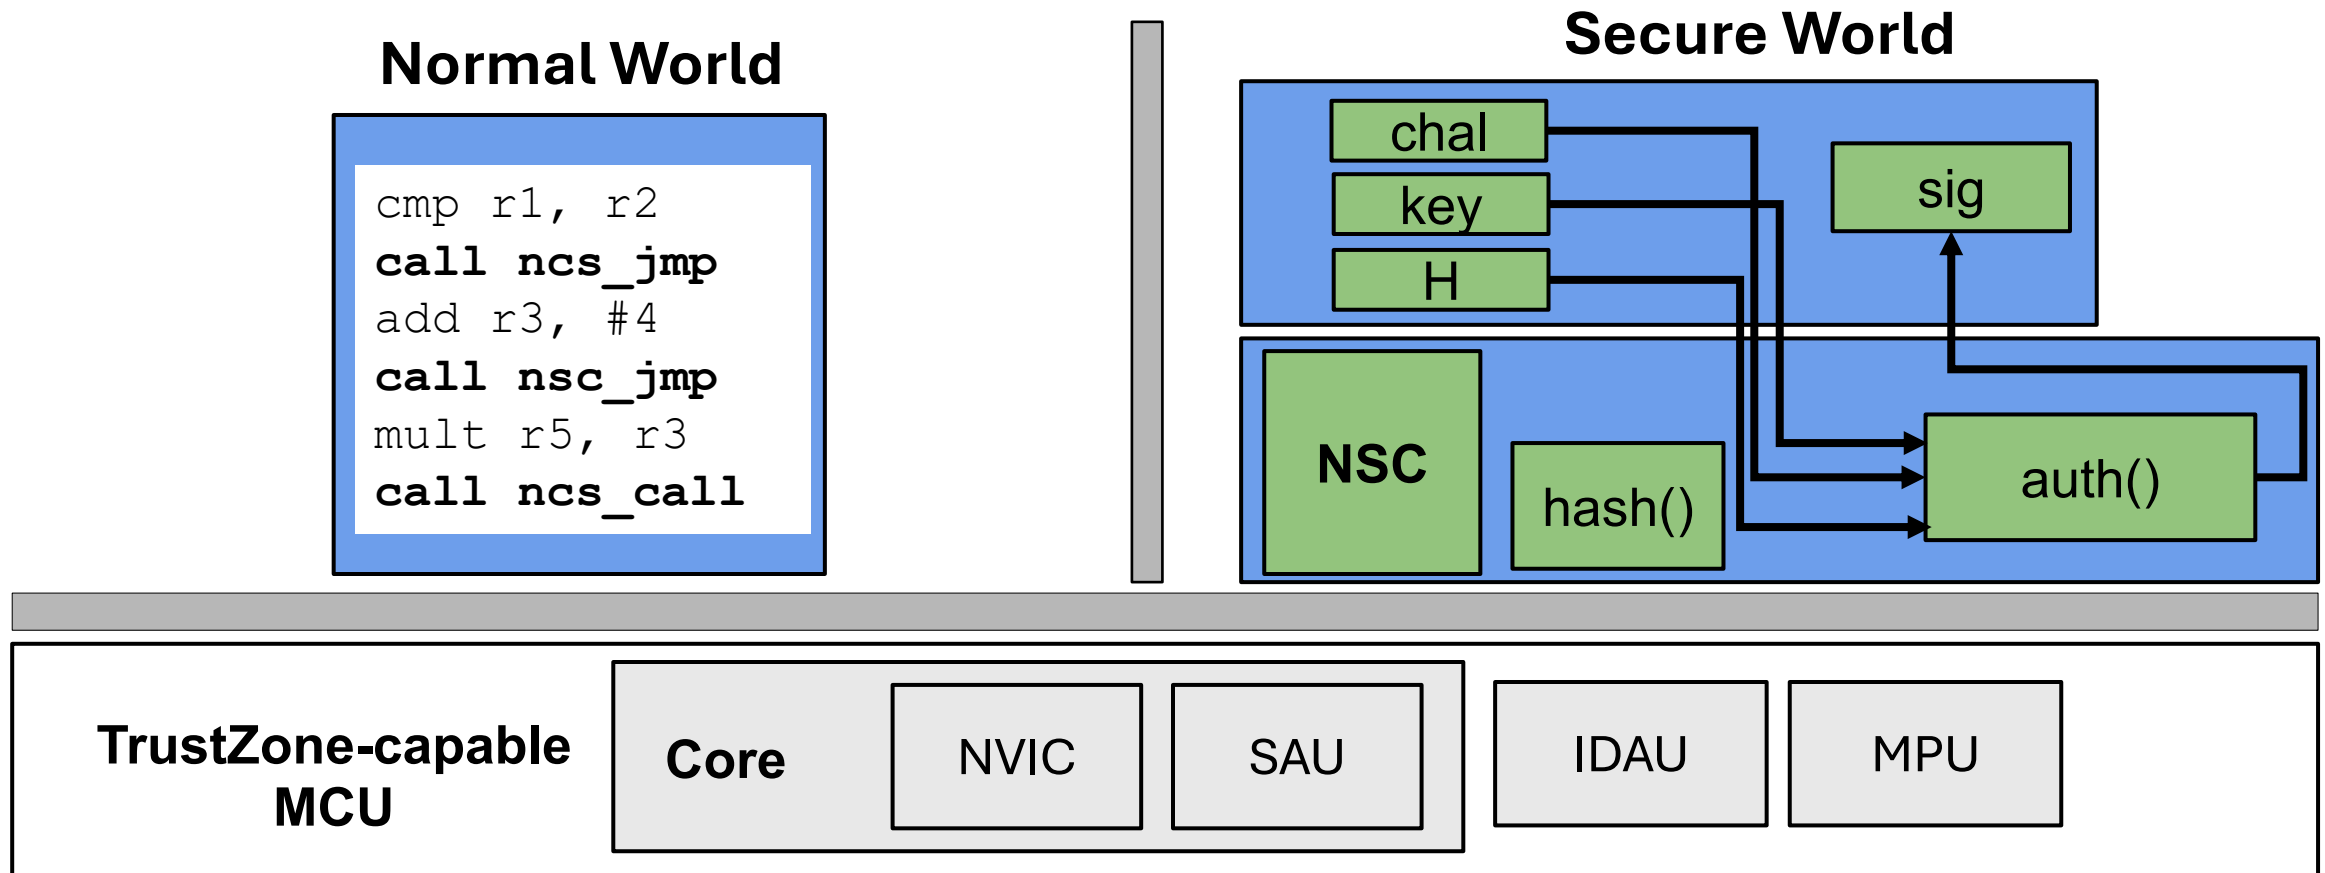 Normal World
cmp r1, r2
call ncs_jmp
add r3, #4
call nsc_jmp
mult r5, r3
call ncs_call
Secure World
chal
key
H
sig
NSC
hash()
auth()
TrustZone-capable
MCU
Core
NVIC
SAU
IDAU
MPU